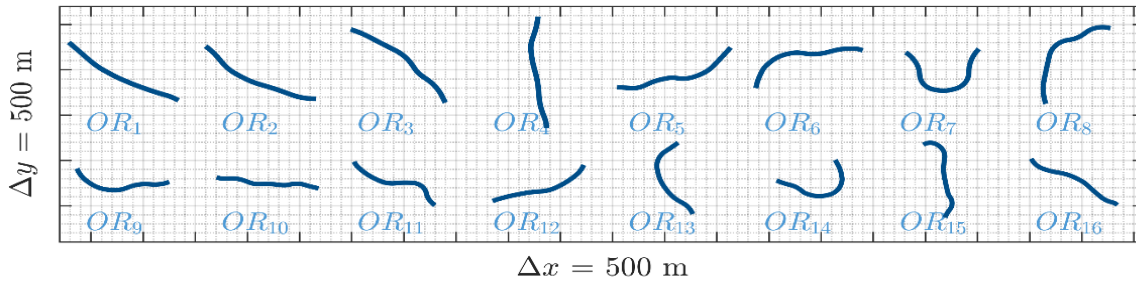 Δy = 500 m
OR₁ OR₂ OR₃ OR₄ OR₅ OR₆ OR₇ OR₈
OR₉ OR₁₀ OR₁₁ OR₁₂ OR₁₃ OR₁₄ OR₁₅ OR₁₆
Δx = 500 m